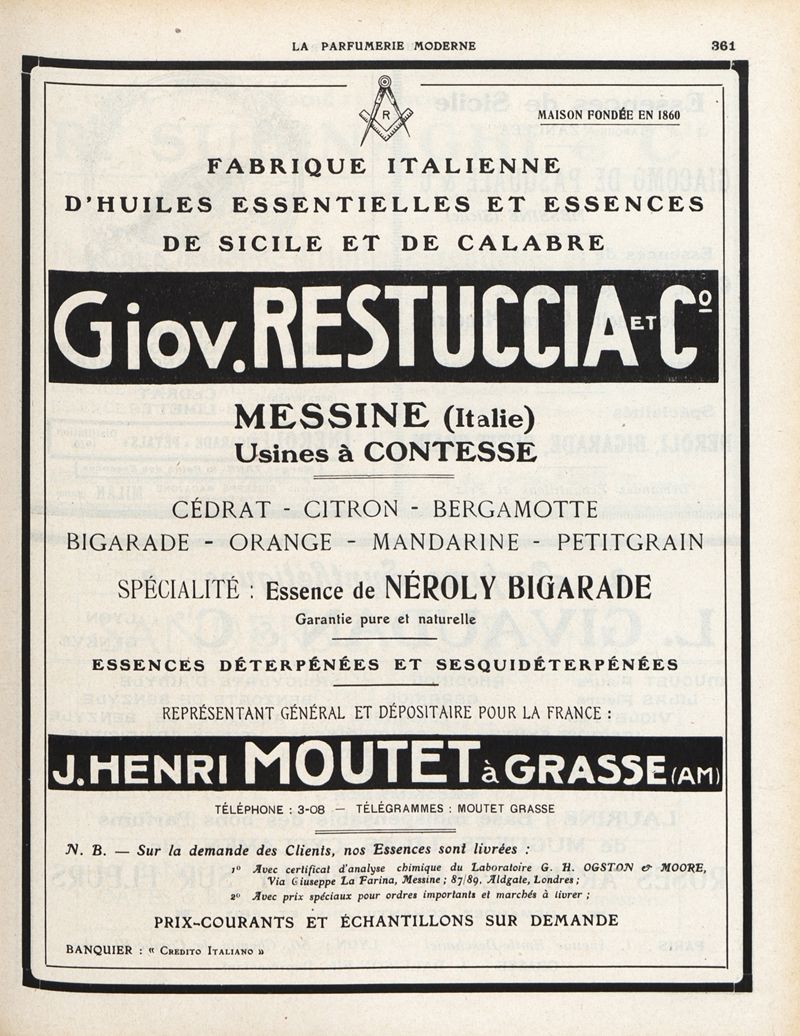 LA PARFUMERIE MODERNE 361
R
MAISON FONDÉE EN 1860
FABRIQUE ITALIENNE
D'HUILES ESSENTIELLES ET ESSENCES
DE SICILE ET DE CALABRE
Giov. RESTUCCIA ET Cº
MESSINE (Italie)
Usines à CONTESSE
CÉDRAT - CITRON - BERGAMOTTE
BIGARADE - ORANGE - MANDARINE - PETITGRAIN
SPÉCIALITÉ : Essence de NÉROLY BIGARADE
Garantie pure et naturelle
ESSENCES DÉTERPÉNÉES ET SESQUIDÉTERPÉNÉES
REPRÉSENTANT GÉNÉRAL ET DÉPOSITAIRE POUR LA FRANCE :
J. HENRI MOUTET à GRASSE (AM)
TÉLÉPHONE : 3-08 — TÉLÉGRAMMES : MOUTET GRASSE
N. B. — Sur la demande des Clients, nos Essences sont livrées :
1º Avec certificat d'analyse chimique du Laboratoire G. H. OGSTON & MOORE,
Via Giuseppe La Farina, Messine ; 87/89. Aldgate, Londres ;
2º Avec prix spéciaux pour ordres importants et marchés à livrer ;
PRIX-COURANTS ET ÉCHANTILLONS SUR DEMANDE
BANQUIER : « CREDITO ITALIANO »